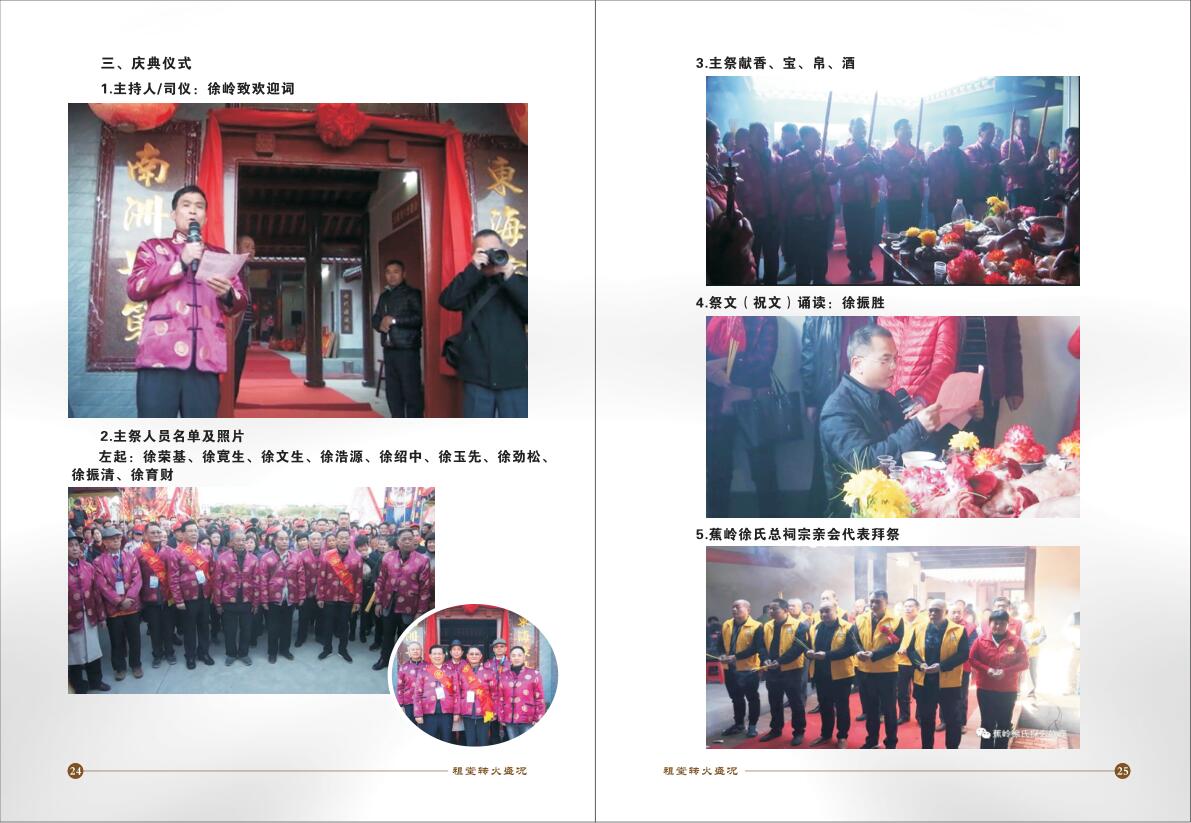 三、庆典仪式
1.主持人/司仪：徐岭致欢迎词
南洲
東海
2.主祭人员名单及照片
左起：徐荣基、徐寛生、徐文生、徐浩源、徐绍中、徐玉先、徐劲松、
徐振清、徐育财
東海
24
祖堂转火盛况
3.主祭献香、宝、帛、酒
4.祭文（祝文）诵读：徐振胜
5.蕉岭徐氏总祠宗亲会代表拜祭
祖堂转火盛况
25